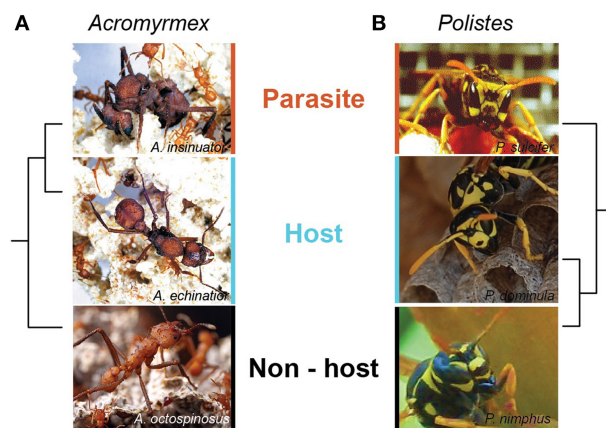 A
Acromyrmex
B
Polistes
A. insinuator
Parasite
P. sulcifer
A. echinatior
Host
P. dominula
A. octospinosus
Non - host
P. nimphus